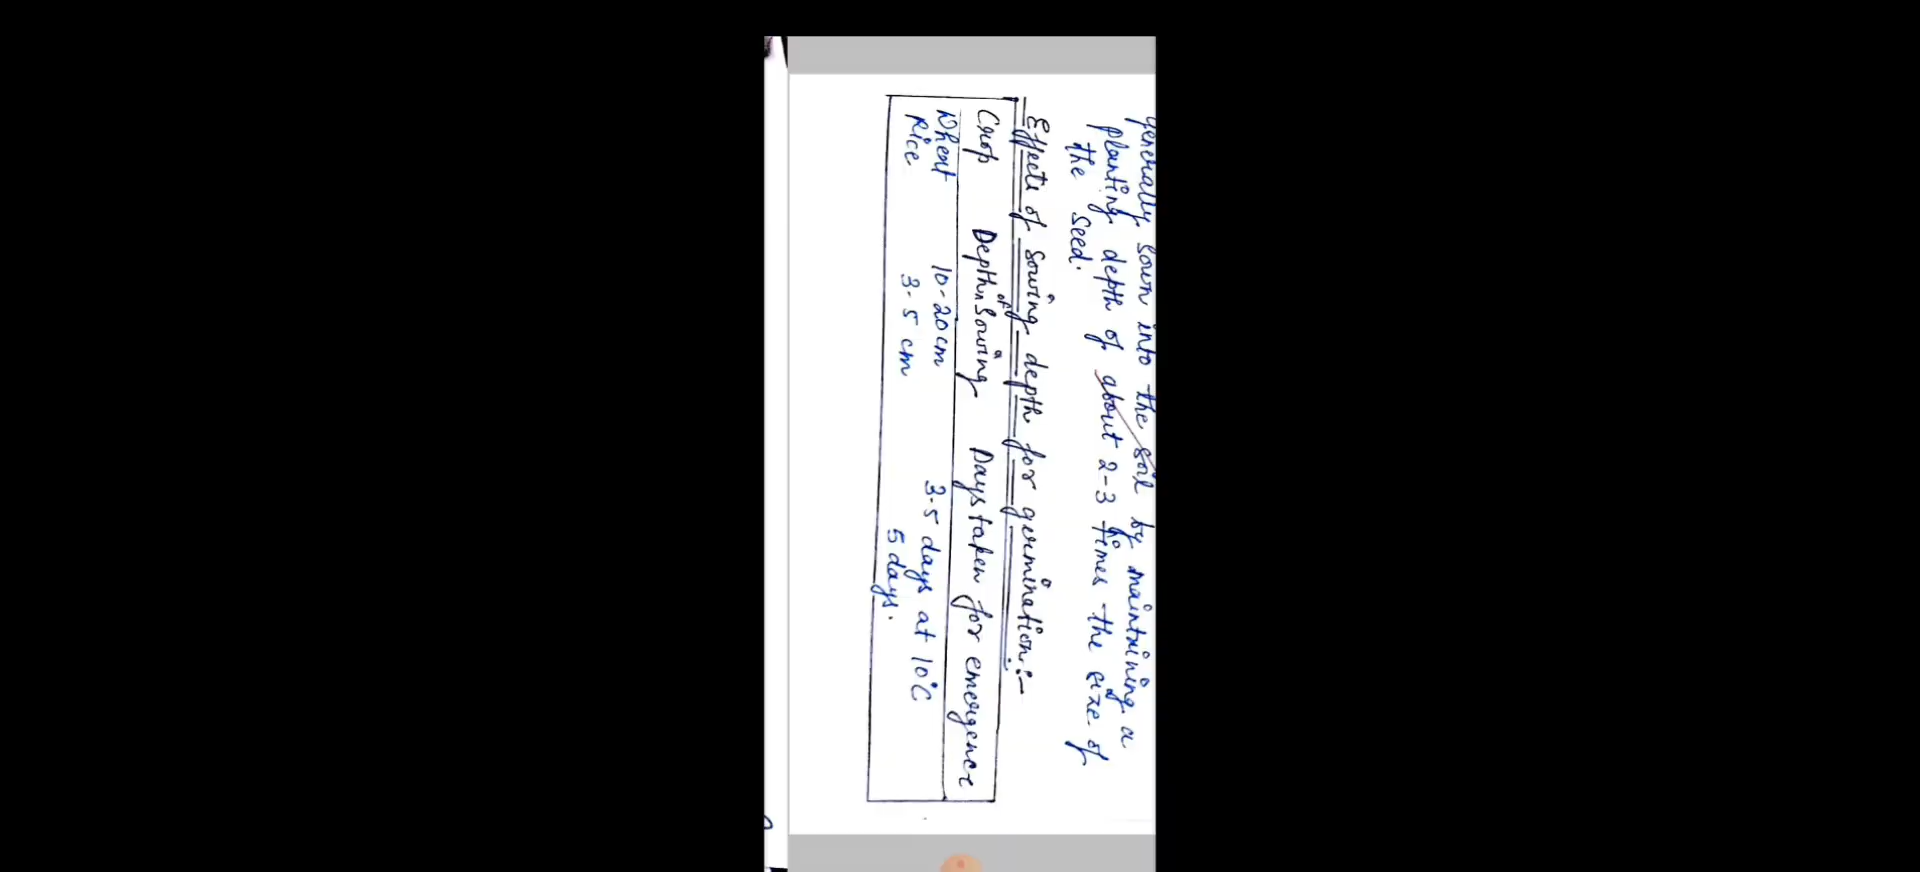 generally sown into the soil by maintaining a
planting depth of about 2-3 times the size of
the seed.
Effects of Sowing depth for germination:-
Crop Depth of Sowing Days taken for emergence
Wheat 10-20cm 3-5 days at 10°C
Rice 3-5 cm 5 days.